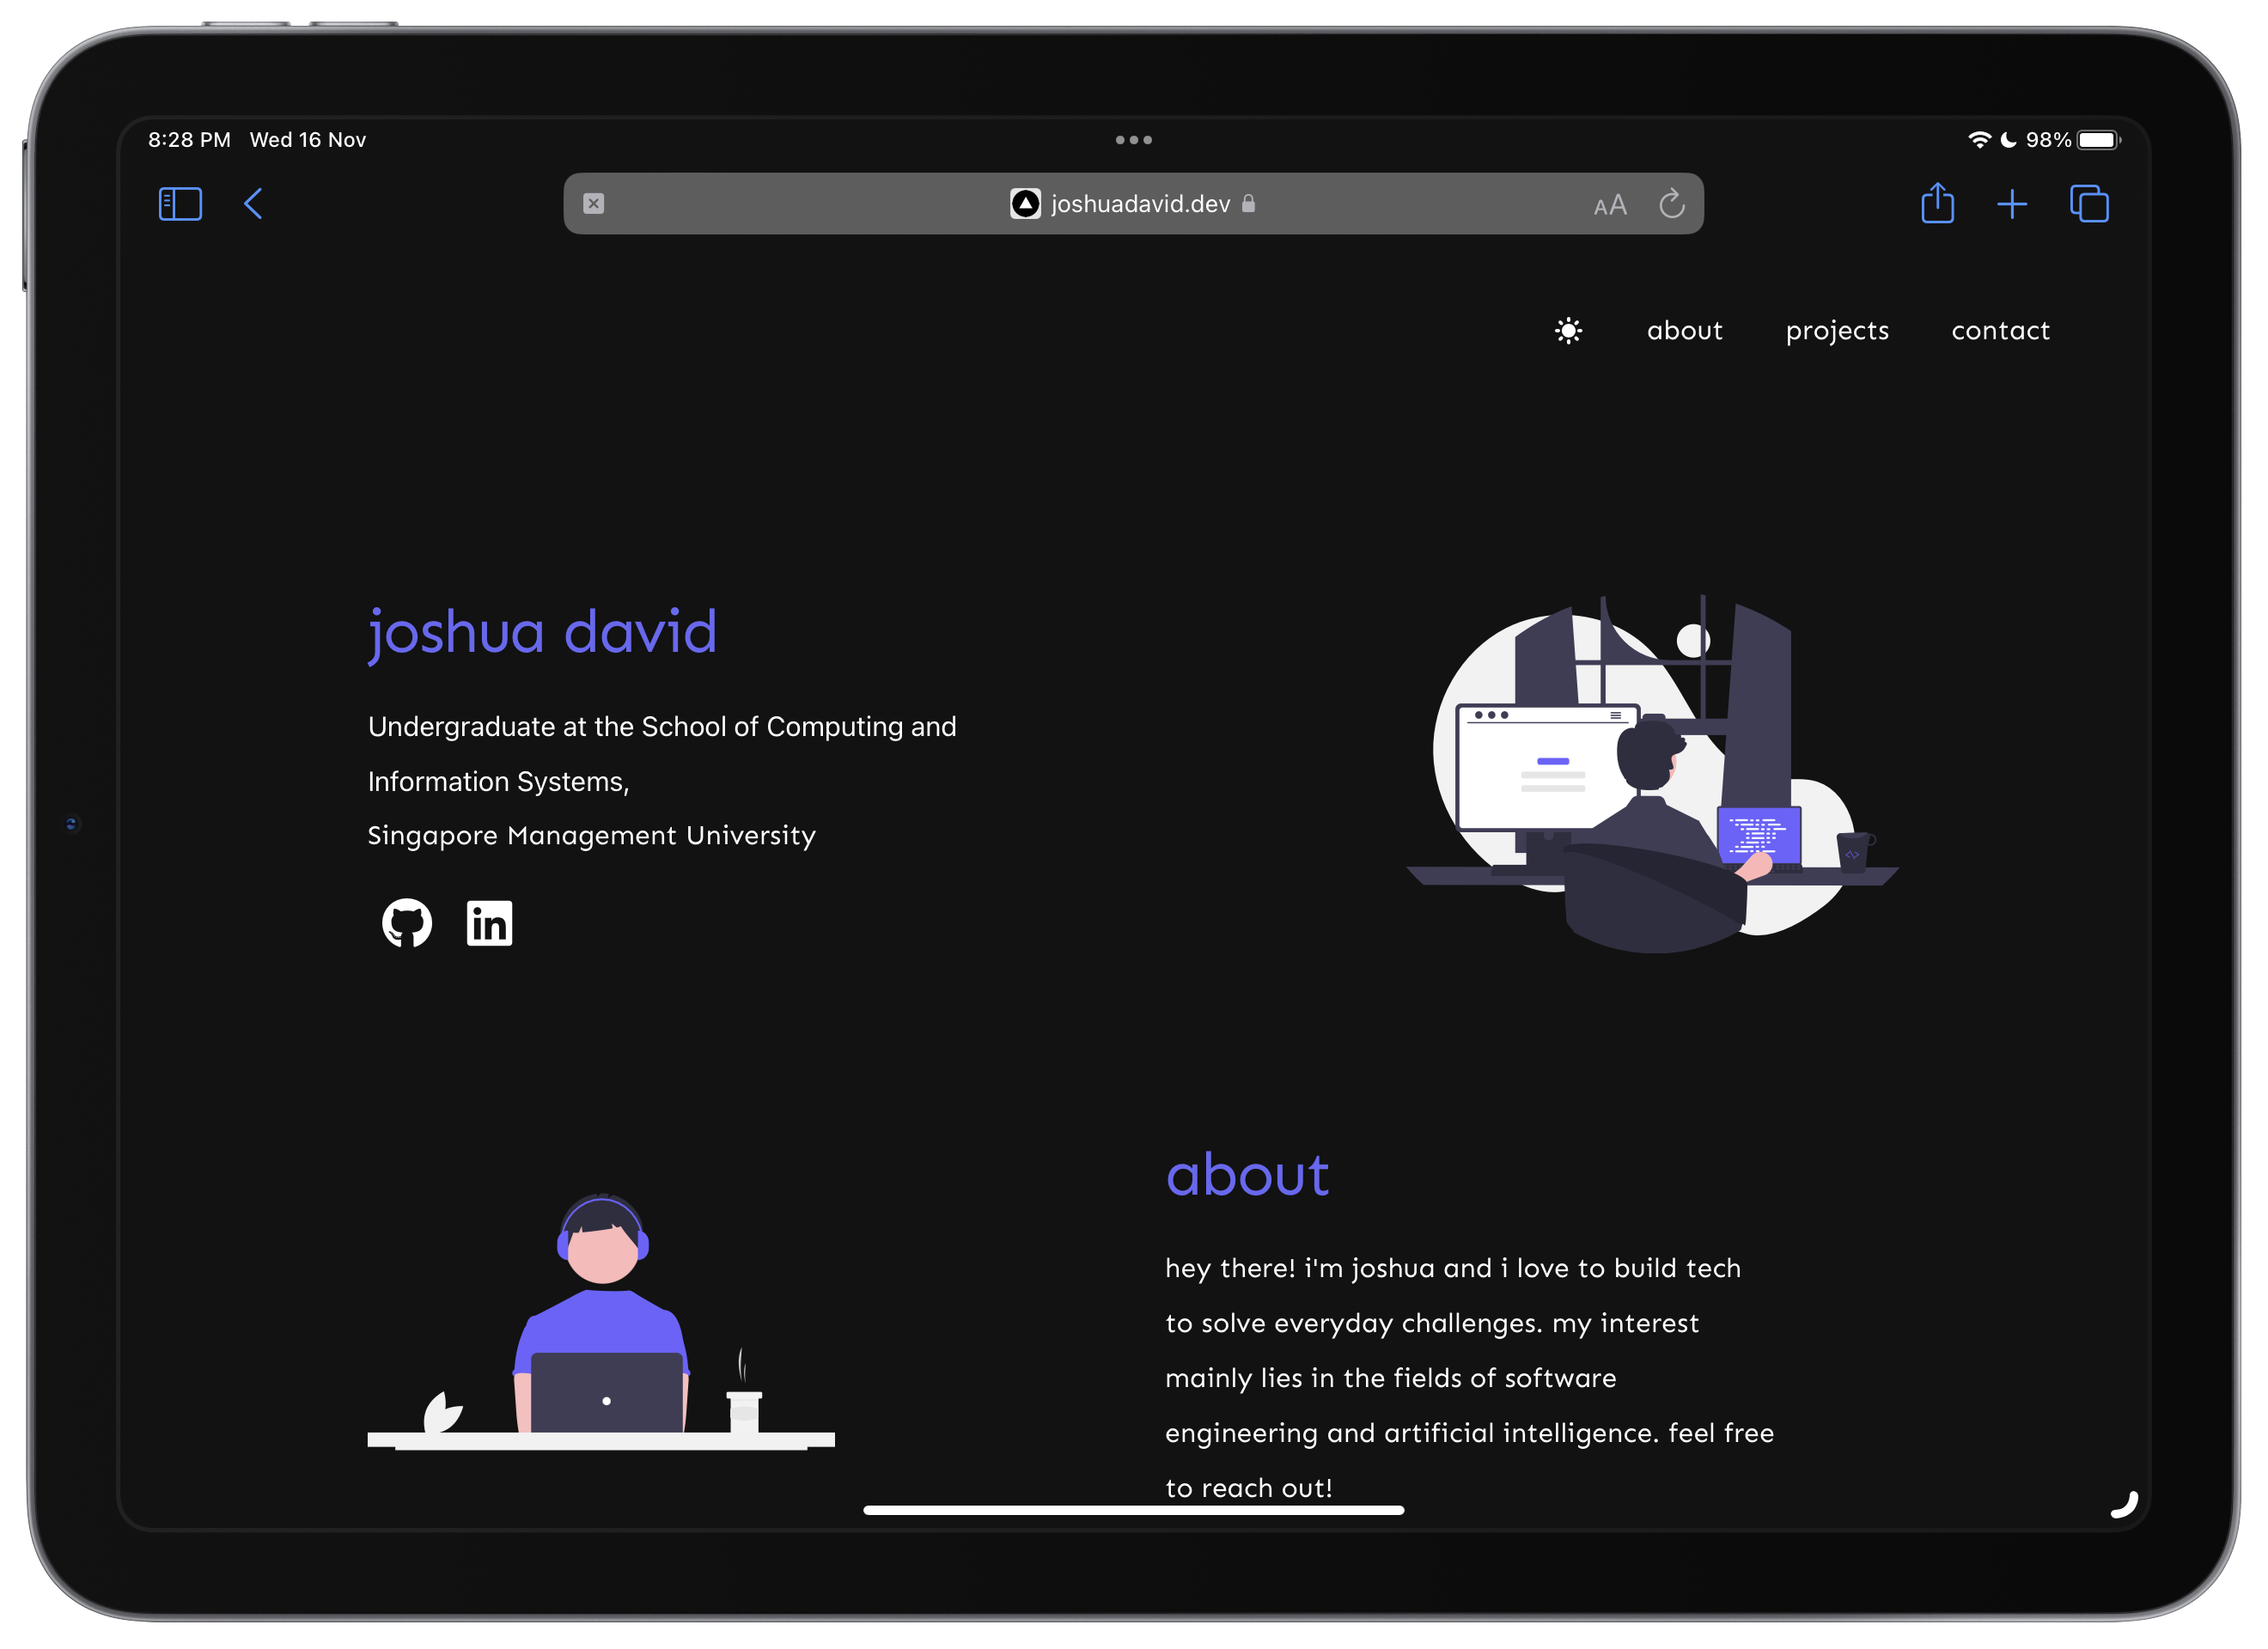 8:28 PM Wed 16 Nov
98%
joshuadavid.dev
AA
about projects contact
joshua david
Undergraduate at the School of Computing and
Information Systems,
Singapore Management University
in
about
hey there! i'm joshua and i love to build tech
to solve everyday challenges. my interest
mainly lies in the fields of software
engineering and artificial intelligence. feel free
to reach out!